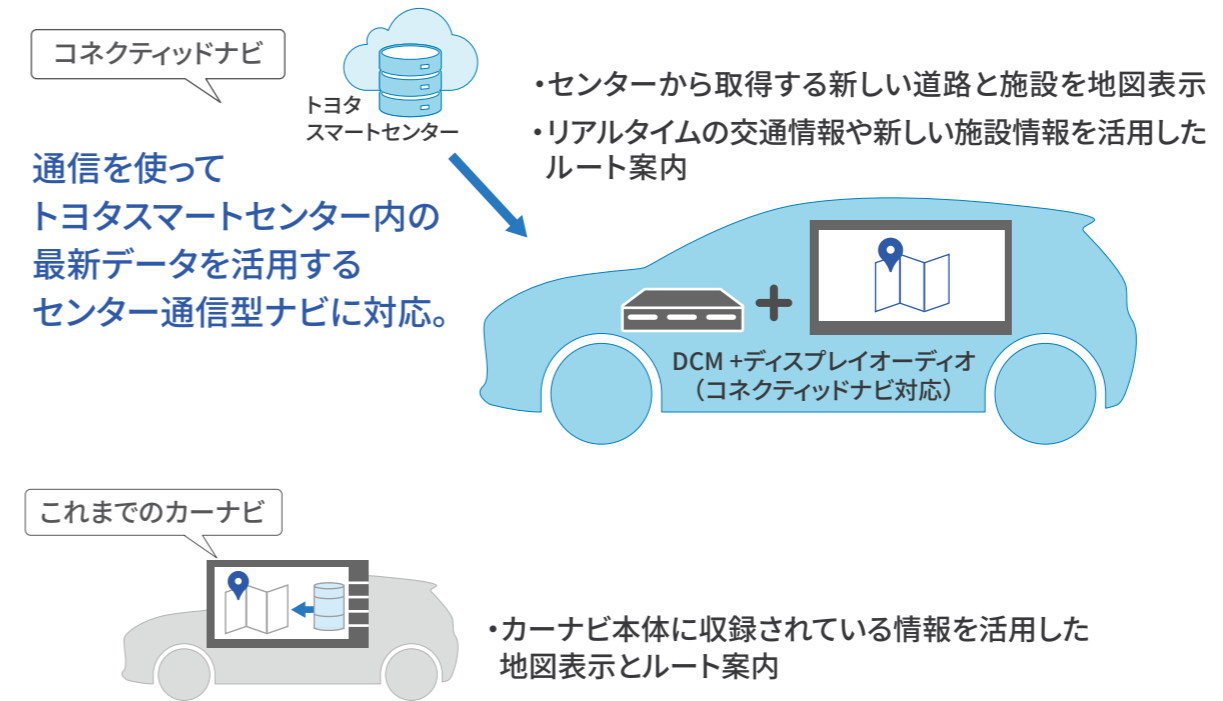 コネクティッドナビ
トヨタ
スマートセンター
・センターから取得する新しい道路と施設を地図表示
・リアルタイムの交通情報や新しい施設情報を活用した
ルート案内
通信を使って
トヨタスマートセンター内の
最新データを活用する
センター通信型ナビに対応。
DCM +ディスプレイオーディオ
（コネクティッドナビ対応）
これまでのカーナビ
・カーナビ本体に収録されている情報を活用した
地図表示とルート案内